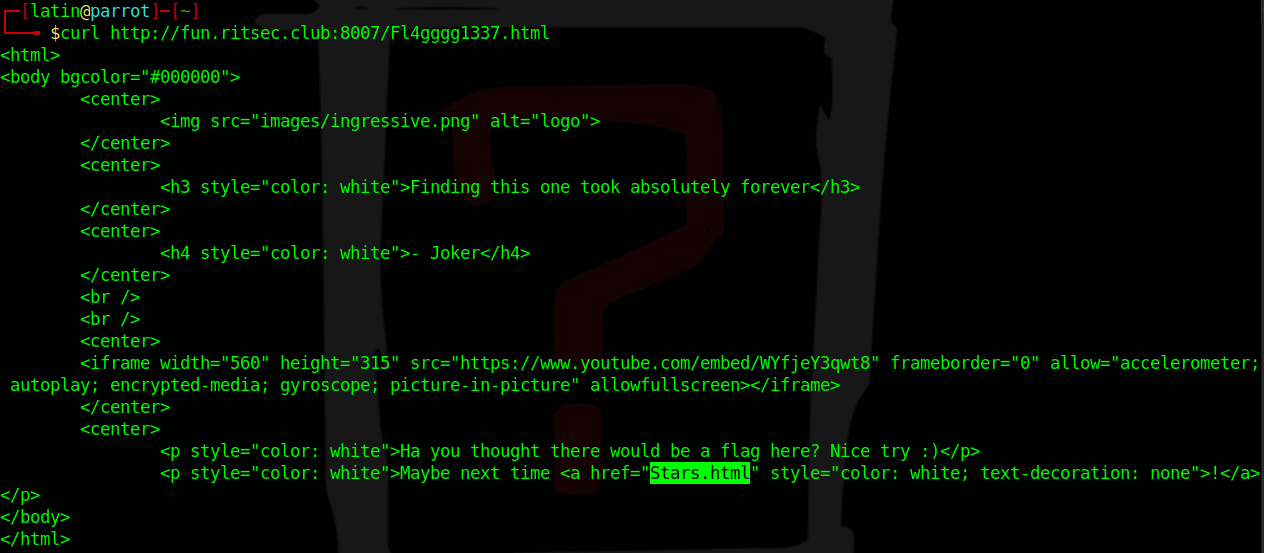 ┌─[latin@parrot]─[~]
└──╼ $curl http://fun.ritsec.club:8007/Fl4gggg1337.html
<html>
<body bgcolor="#000000">
        <center>
                <img src="images/ingressive.png" alt="logo">
        </center>
        <center>
                <h3 style="color: white">Finding this one took absolutely forever</h3>
        </center>
        <center>
                <h4 style="color: white">- Joker</h4>
        </center>
        <br />
        <br />
        <center>
        <iframe width="560" height="315" src="https://www.youtube.com/embed/WYfjeY3qwt8" frameborder="0" allow="accelerometer;
 autoplay; encrypted-media; gyroscope; picture-in-picture" allowfullscreen></iframe>
        </center>
        <center>
                <p style="color: white">Ha you thought there would be a flag here? Nice try :)</p>
                <p style="color: white">Maybe next time <a href="Stars.html" style="color: white; text-decoration: none">!</a>
</p>
</body>
</html>